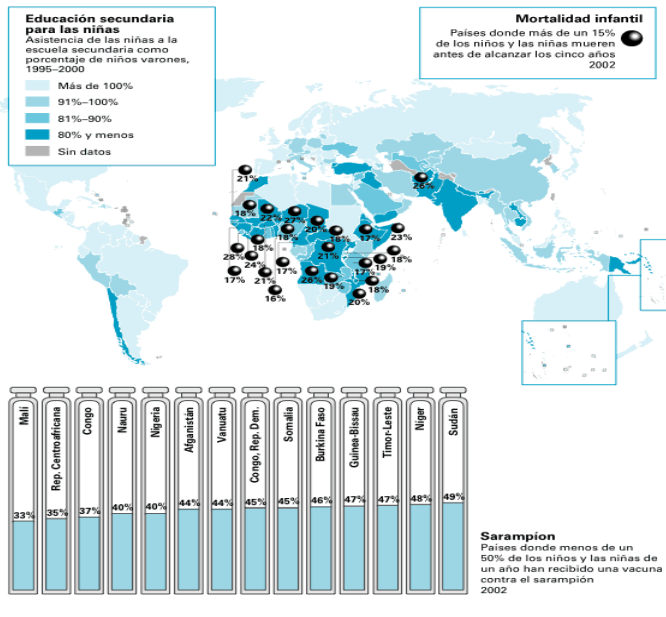 Educación secundaria
para las niñas
Asistencia de las niñas a la
escuela secundaria como
porcentaje de niños varones,
1995–2000
Más de 100%
91%–100%
81%–90%
80% y menos
Sin datos
Mortalidad infantil
Países donde más de un 15%
de los niños y las niñas mueren
antes de alcanzar los cinco años
2002
21%
26%
18%
22%
27%
20%
18%
18%
17%
23%
18%
28%
24%
21%
18%
17%
21%
17%
17%
19%
26%
19%
18%
16%
20%
Malí
Rep. Centroafricana
Congo
Nauru
Nigeria
Afganistán
Vanuatu
Congo, Rep. Dem.
Somalia
Burkina Faso
Guinea-Bissau
Timor-Leste
Niger
Sudán
33%
35%
37%
40%
40%
44%
44%
45%
45%
46%
47%
47%
48%
49%
Sarampíon
Países donde menos de un
50% de los niños y las niñas de
un año han recibido una vacuna
contra el sarampión
2002